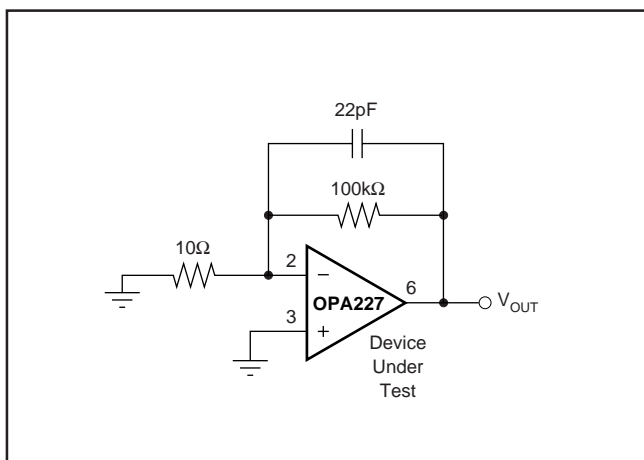 22pF
100kΩ
10Ω
2
−
6
OPA227
V_OUT
3
+
Device
Under
Test